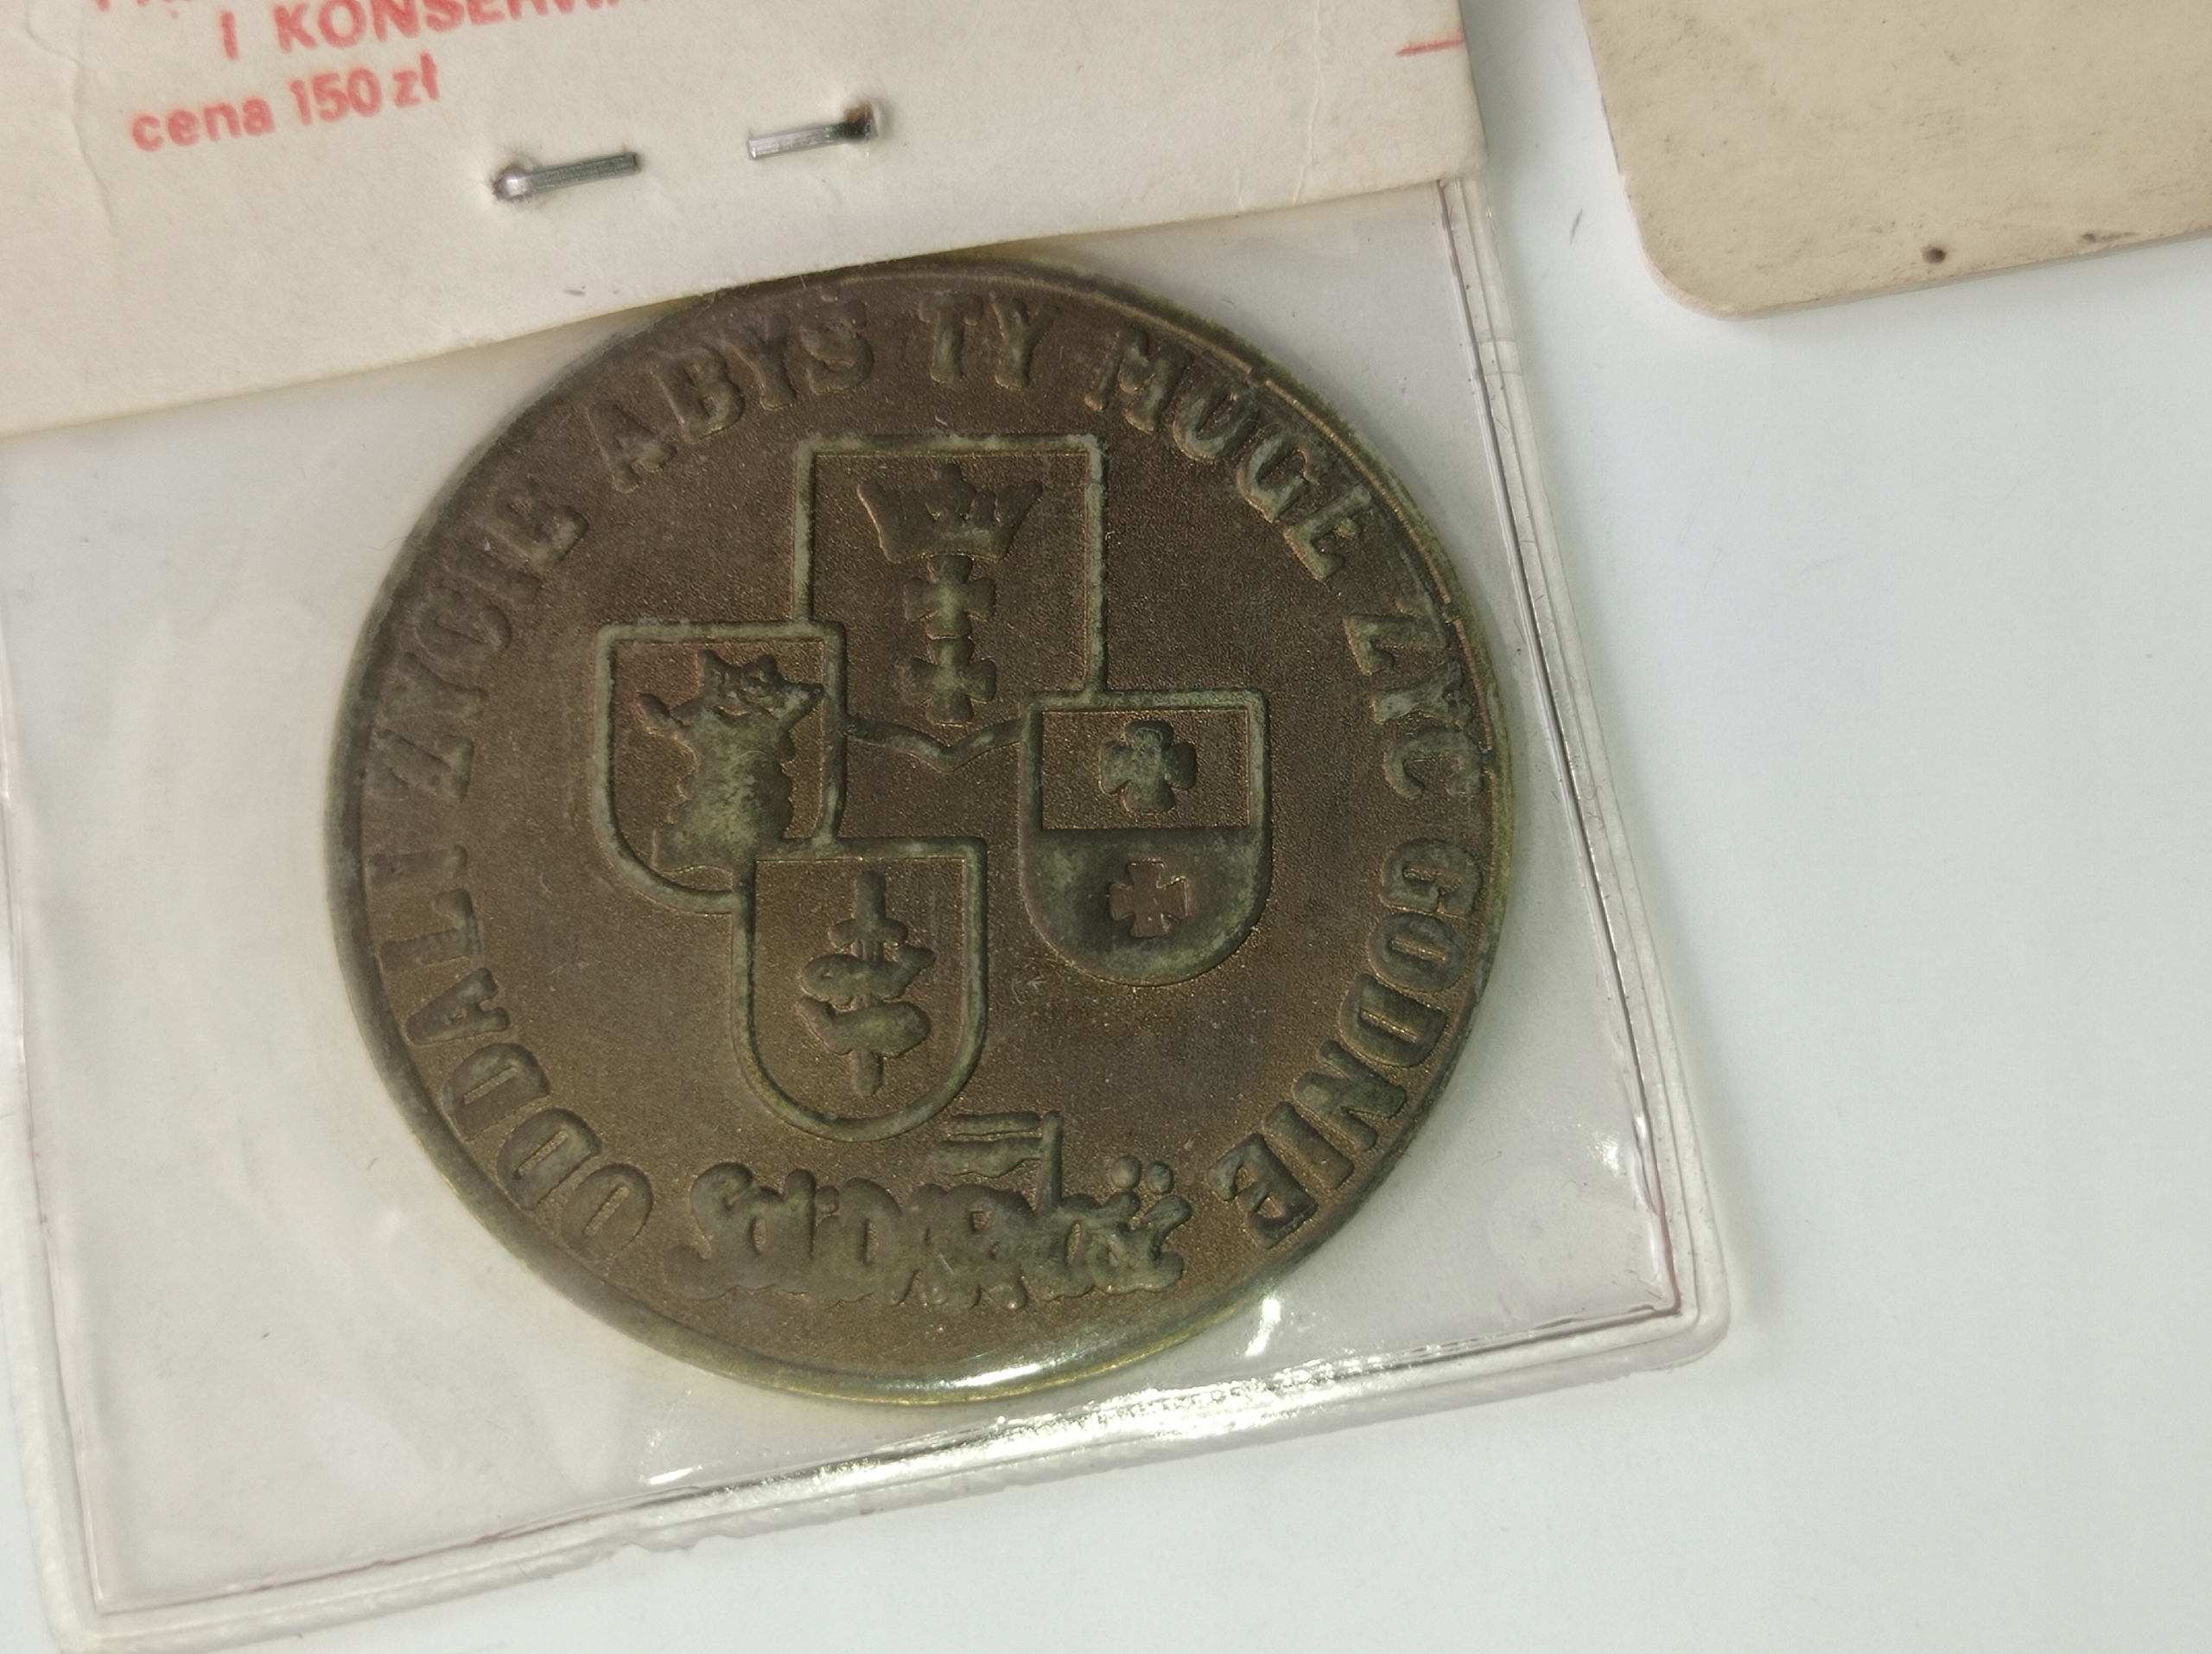 I KONSERWA
cena 150 zł
ODDALI ŻYCIE ABYŚ TY MÓGŁ ŻYĆ GODNIE
Solidarność